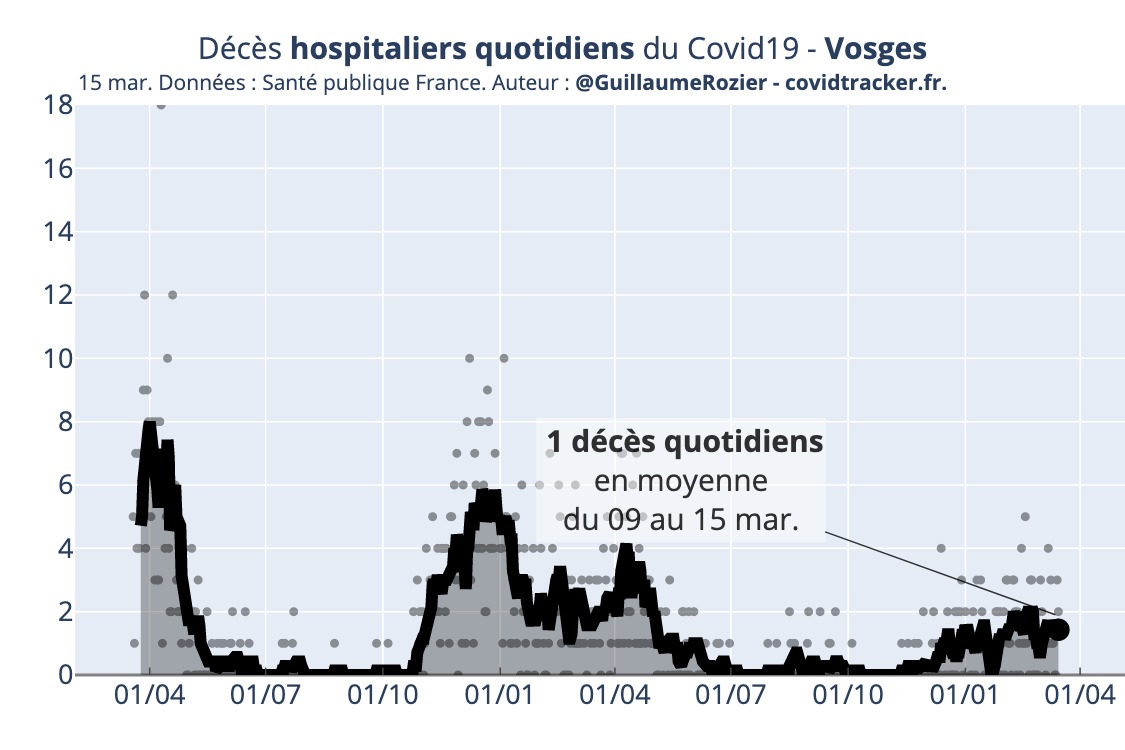 Décès hospitaliers quotidiens du Covid19 - Vosges
15 mar. Données : Santé publique France. Auteur : @GuillaumeRozier - covidtracker.fr.
18
16
14
12
10
8
6
4
2
0
1 décès quotidiens
en moyenne
du 09 au 15 mar.
01/04 01/07 01/10 01/01 01/04 01/07 01/10 01/01 01/04